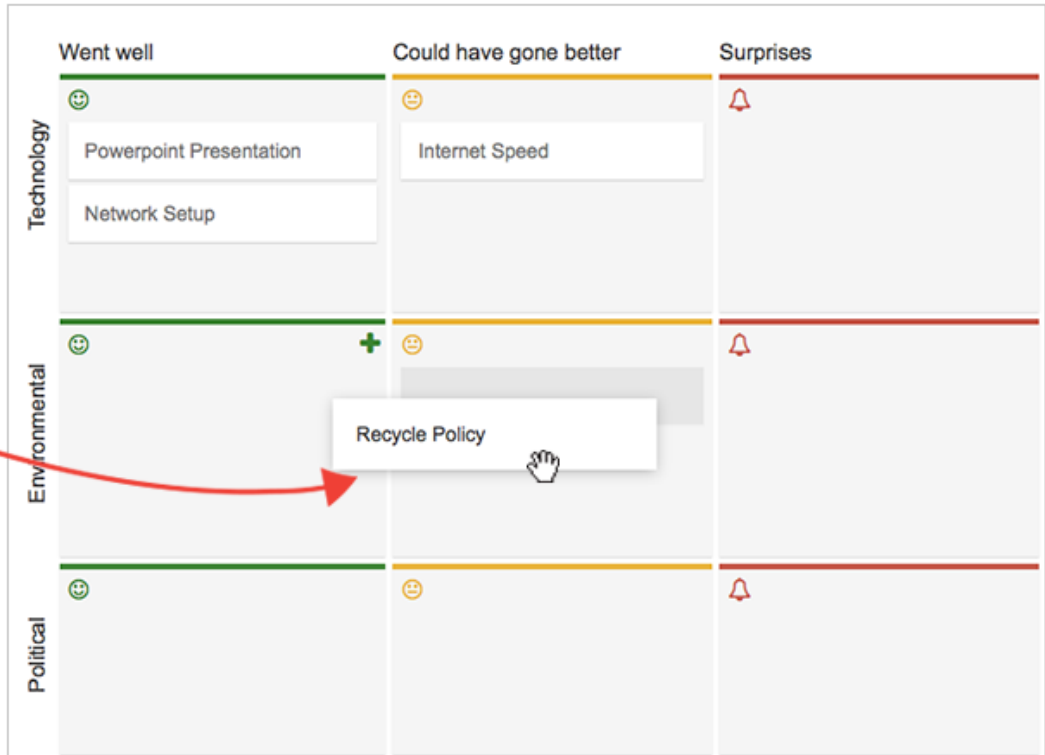 Went well
Could have gone better
Surprises
Technology
Powerpoint Presentation
Internet Speed
Network Setup
Environmental
Recycle Policy
Political